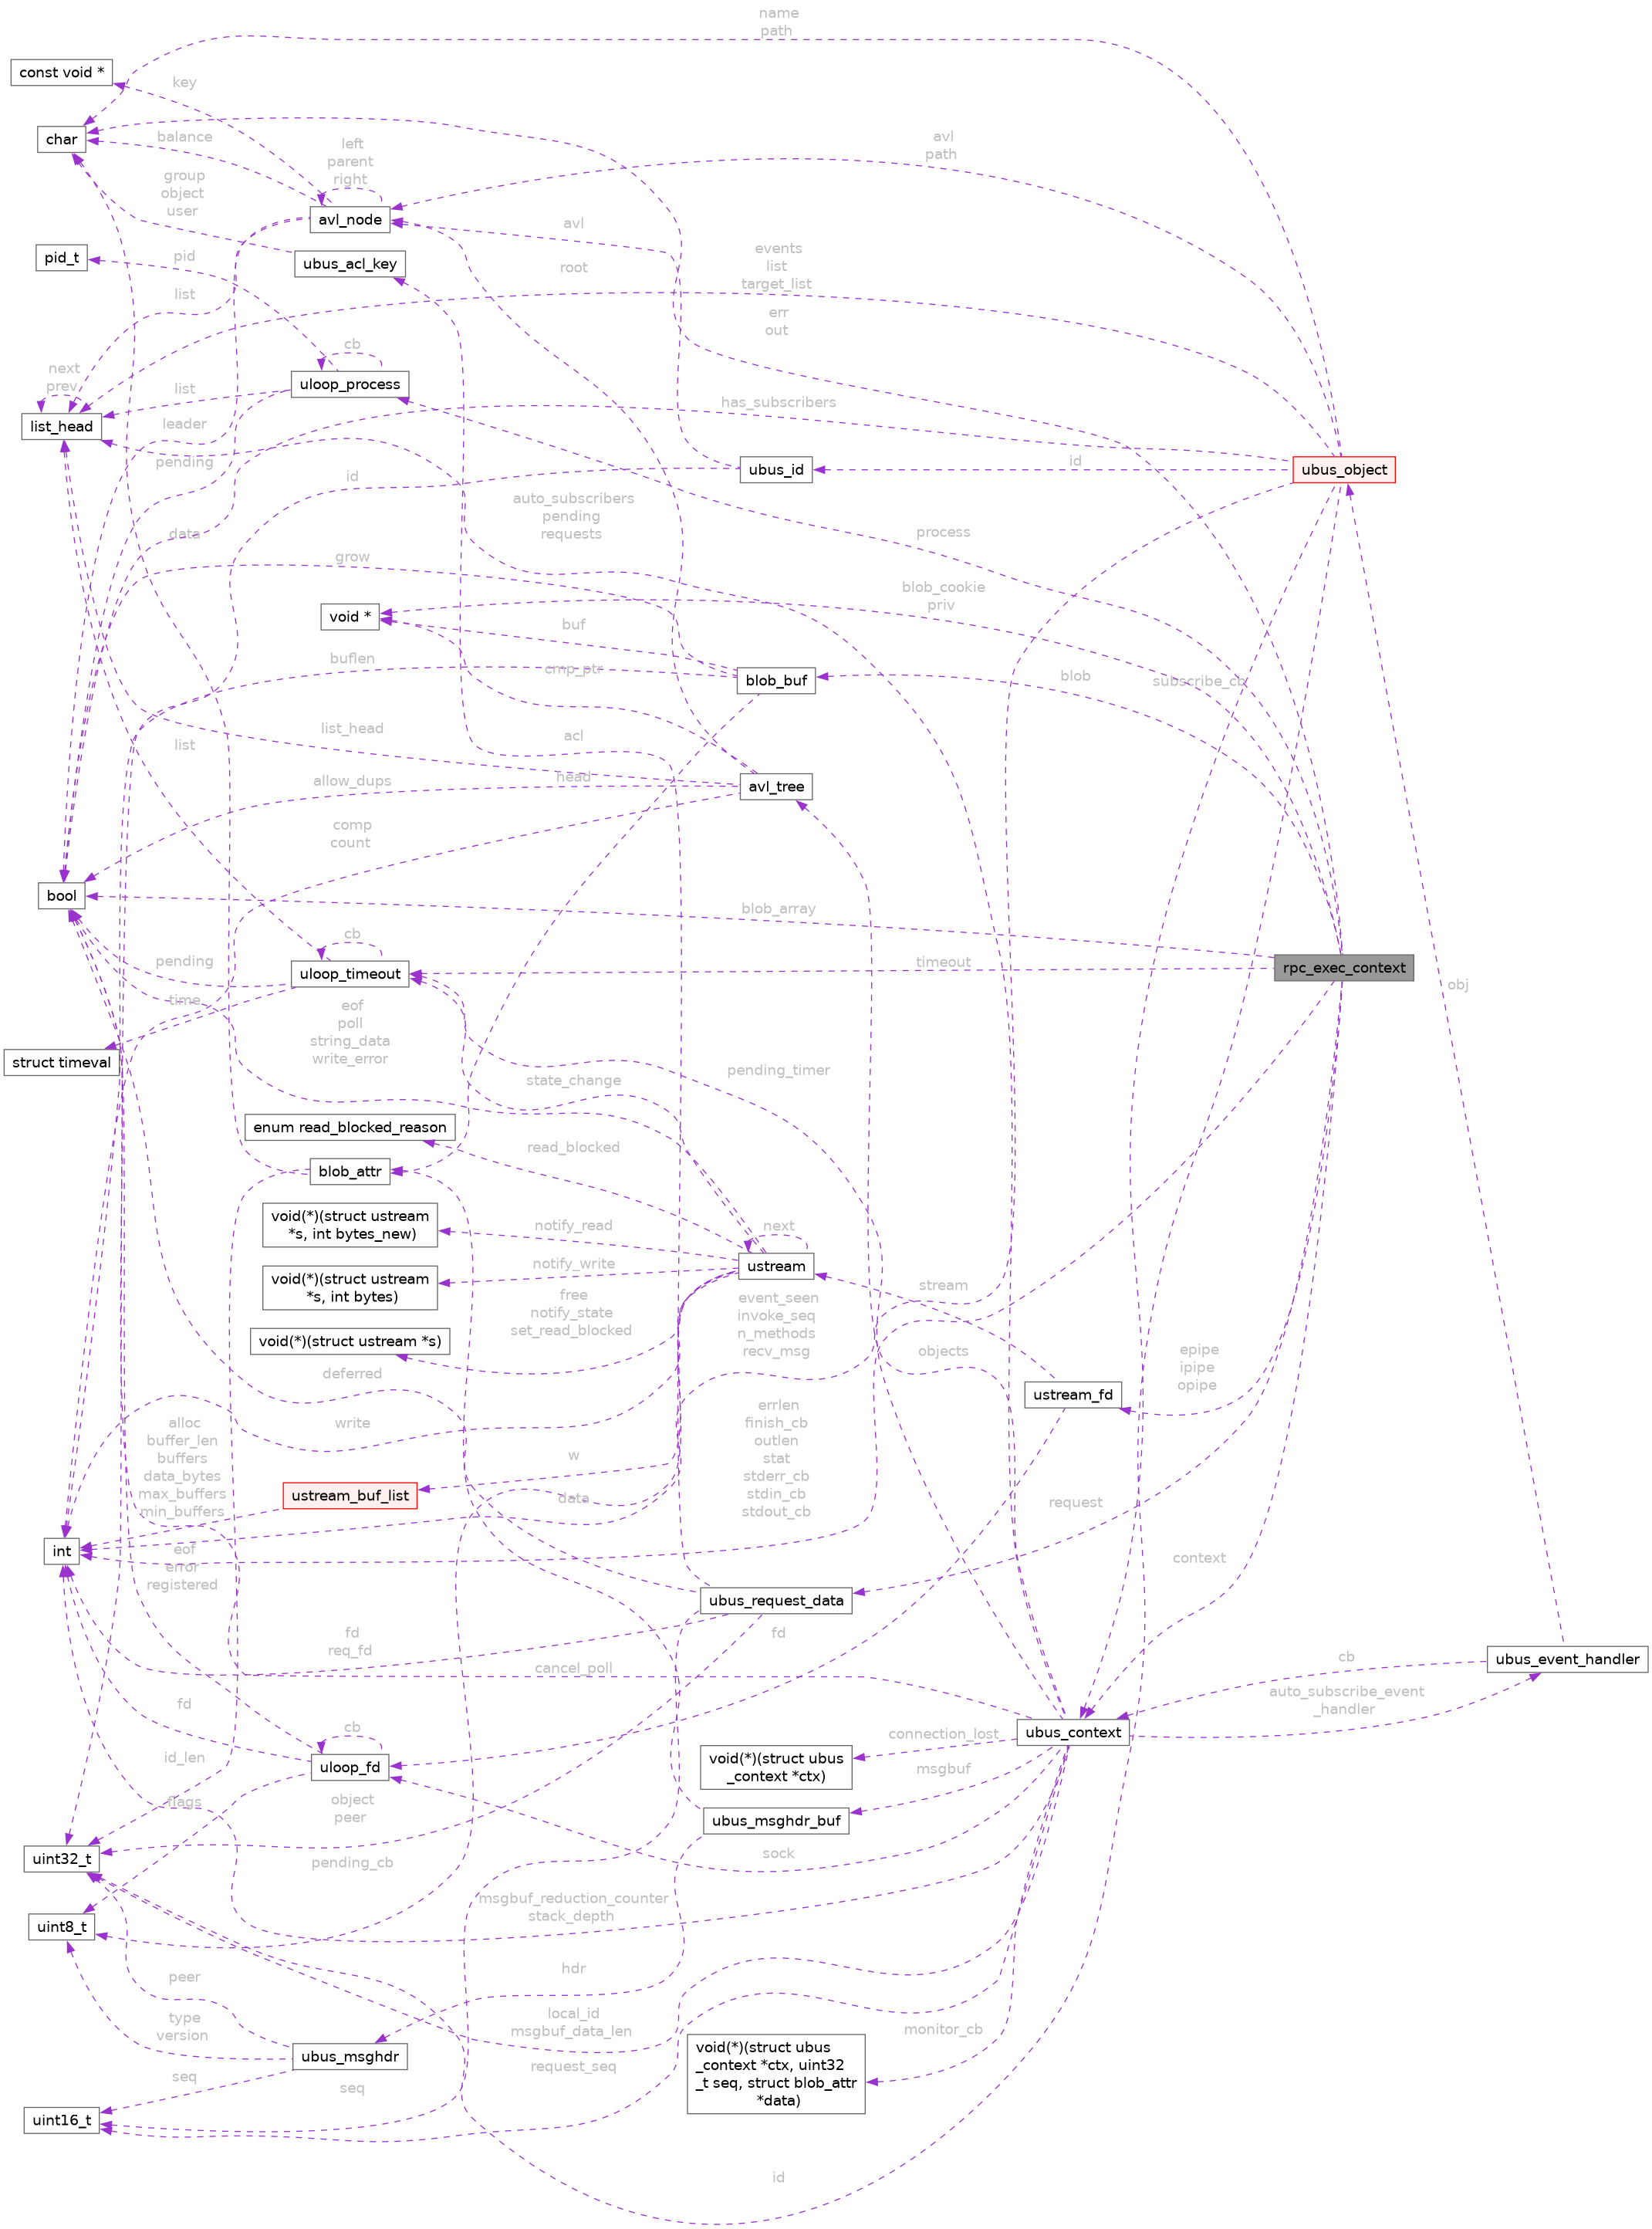 name
path
const void *
key
char
balance
left
parent
right
avl
path
group
object
user
avl_node
avl
pid_t
pid
ubus_acl_key
root
events
list
target_list
list
err
out
cb
next
prev
list
uloop_process
list_head
leader
has_subscribers
pending
id
ubus_id
id
ubus_object
auto_subscribers
pending
requests
data
process
grow
blob_cookie
priv
void *
buf
buflen
cmp_ptr
blob_buf
blob
subscribe_cb
list_head
acl
list
allow_dups
head
avl_tree
comp
count
bool
blob_array
cb
pending
uloop_timeout
timeout
rpc_exec_context
obj
time
eof
poll
string_data
write_error
struct timeval
state_change
pending_timer
enum read_blocked_reason
read_blocked
blob_attr
void(*)(struct ustream
*s, int bytes_new)
notify_read
next
ustream
void(*)(struct ustream
*s, int bytes)
notify_write
stream
free
notify_state
set_read_blocked
event_seen
invoke_seq
n_methods
recv_msg
void(*)(struct ustream *s)
deferred
objects
epipe
ipipe
opipe
ustream_fd
write
alloc
buffer_len
buffers
data_bytes
max_buffers
min_buffers
errlen
finish_cb
outlen
stat
stderr_cb
stdin_cb
stdout_cb
w
ustream_buf_list
data
request
int
eof
error
registered
context
ubus_request_data
fd
req_fd
fd
cancel_poll
cb
ubus_event_handler
fd
cb
auto_subscribe_event
_handler
connection_lost
ubus_context
id_len
uloop_fd
void(*)(struct ubus
_context *ctx)
msgbuf
flags
object
peer
ubus_msghdr_buf
uint32_t
sock
pending_cb
msgbuf_reduction_counter
stack_depth
uint8_t
hdr
peer
local_id
msgbuf_data_len
type
version
monitor_cb
ubus_msghdr
void(*)(struct ubus
_context *ctx, uint32
_t seq, struct blob_attr
*data)
request_seq
seq
seq
uint16_t
id